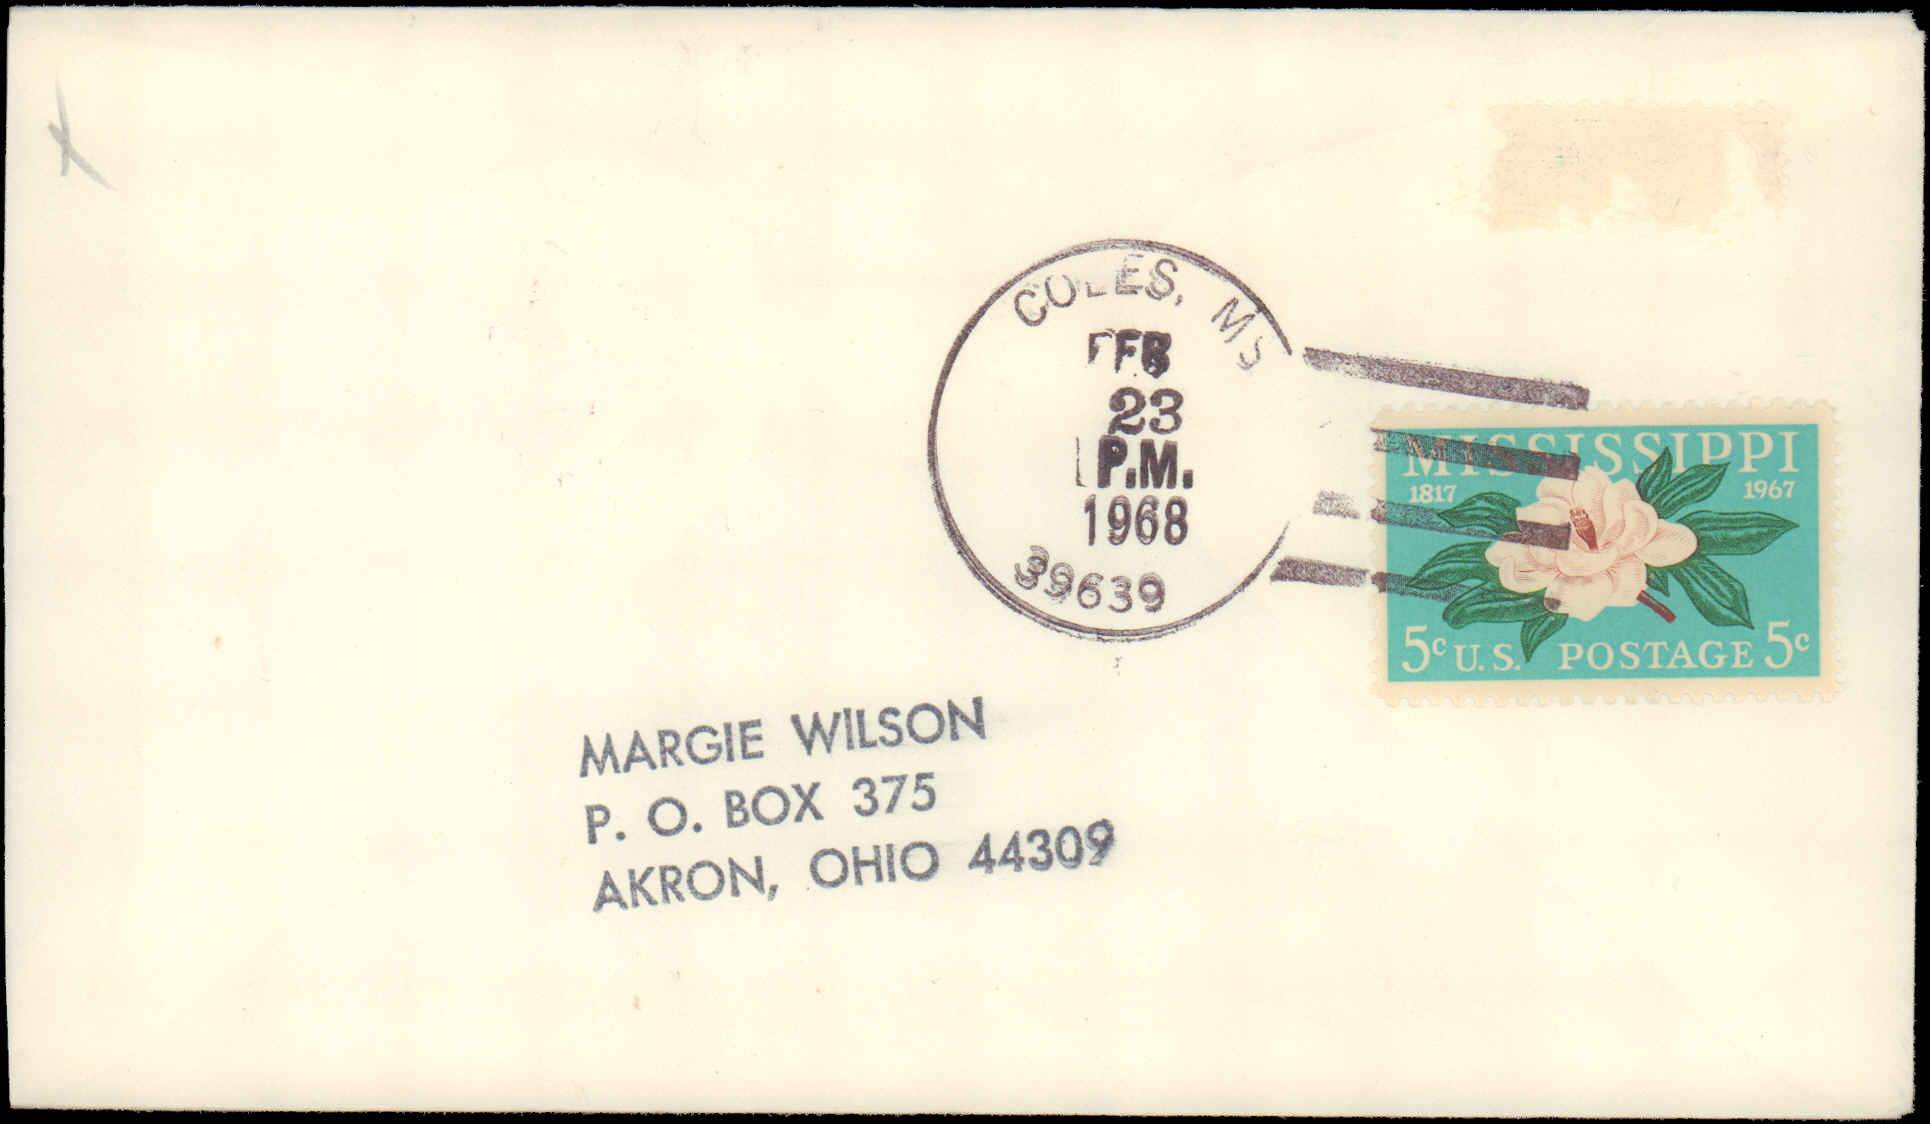 COLES, MS
FEB
23
P.M.
1968
39639
MISSISSIPPI
1817 1967
5c U.S. POSTAGE 5c
MARGIE WILSON
P. O. BOX 375
AKRON, OHIO 44309